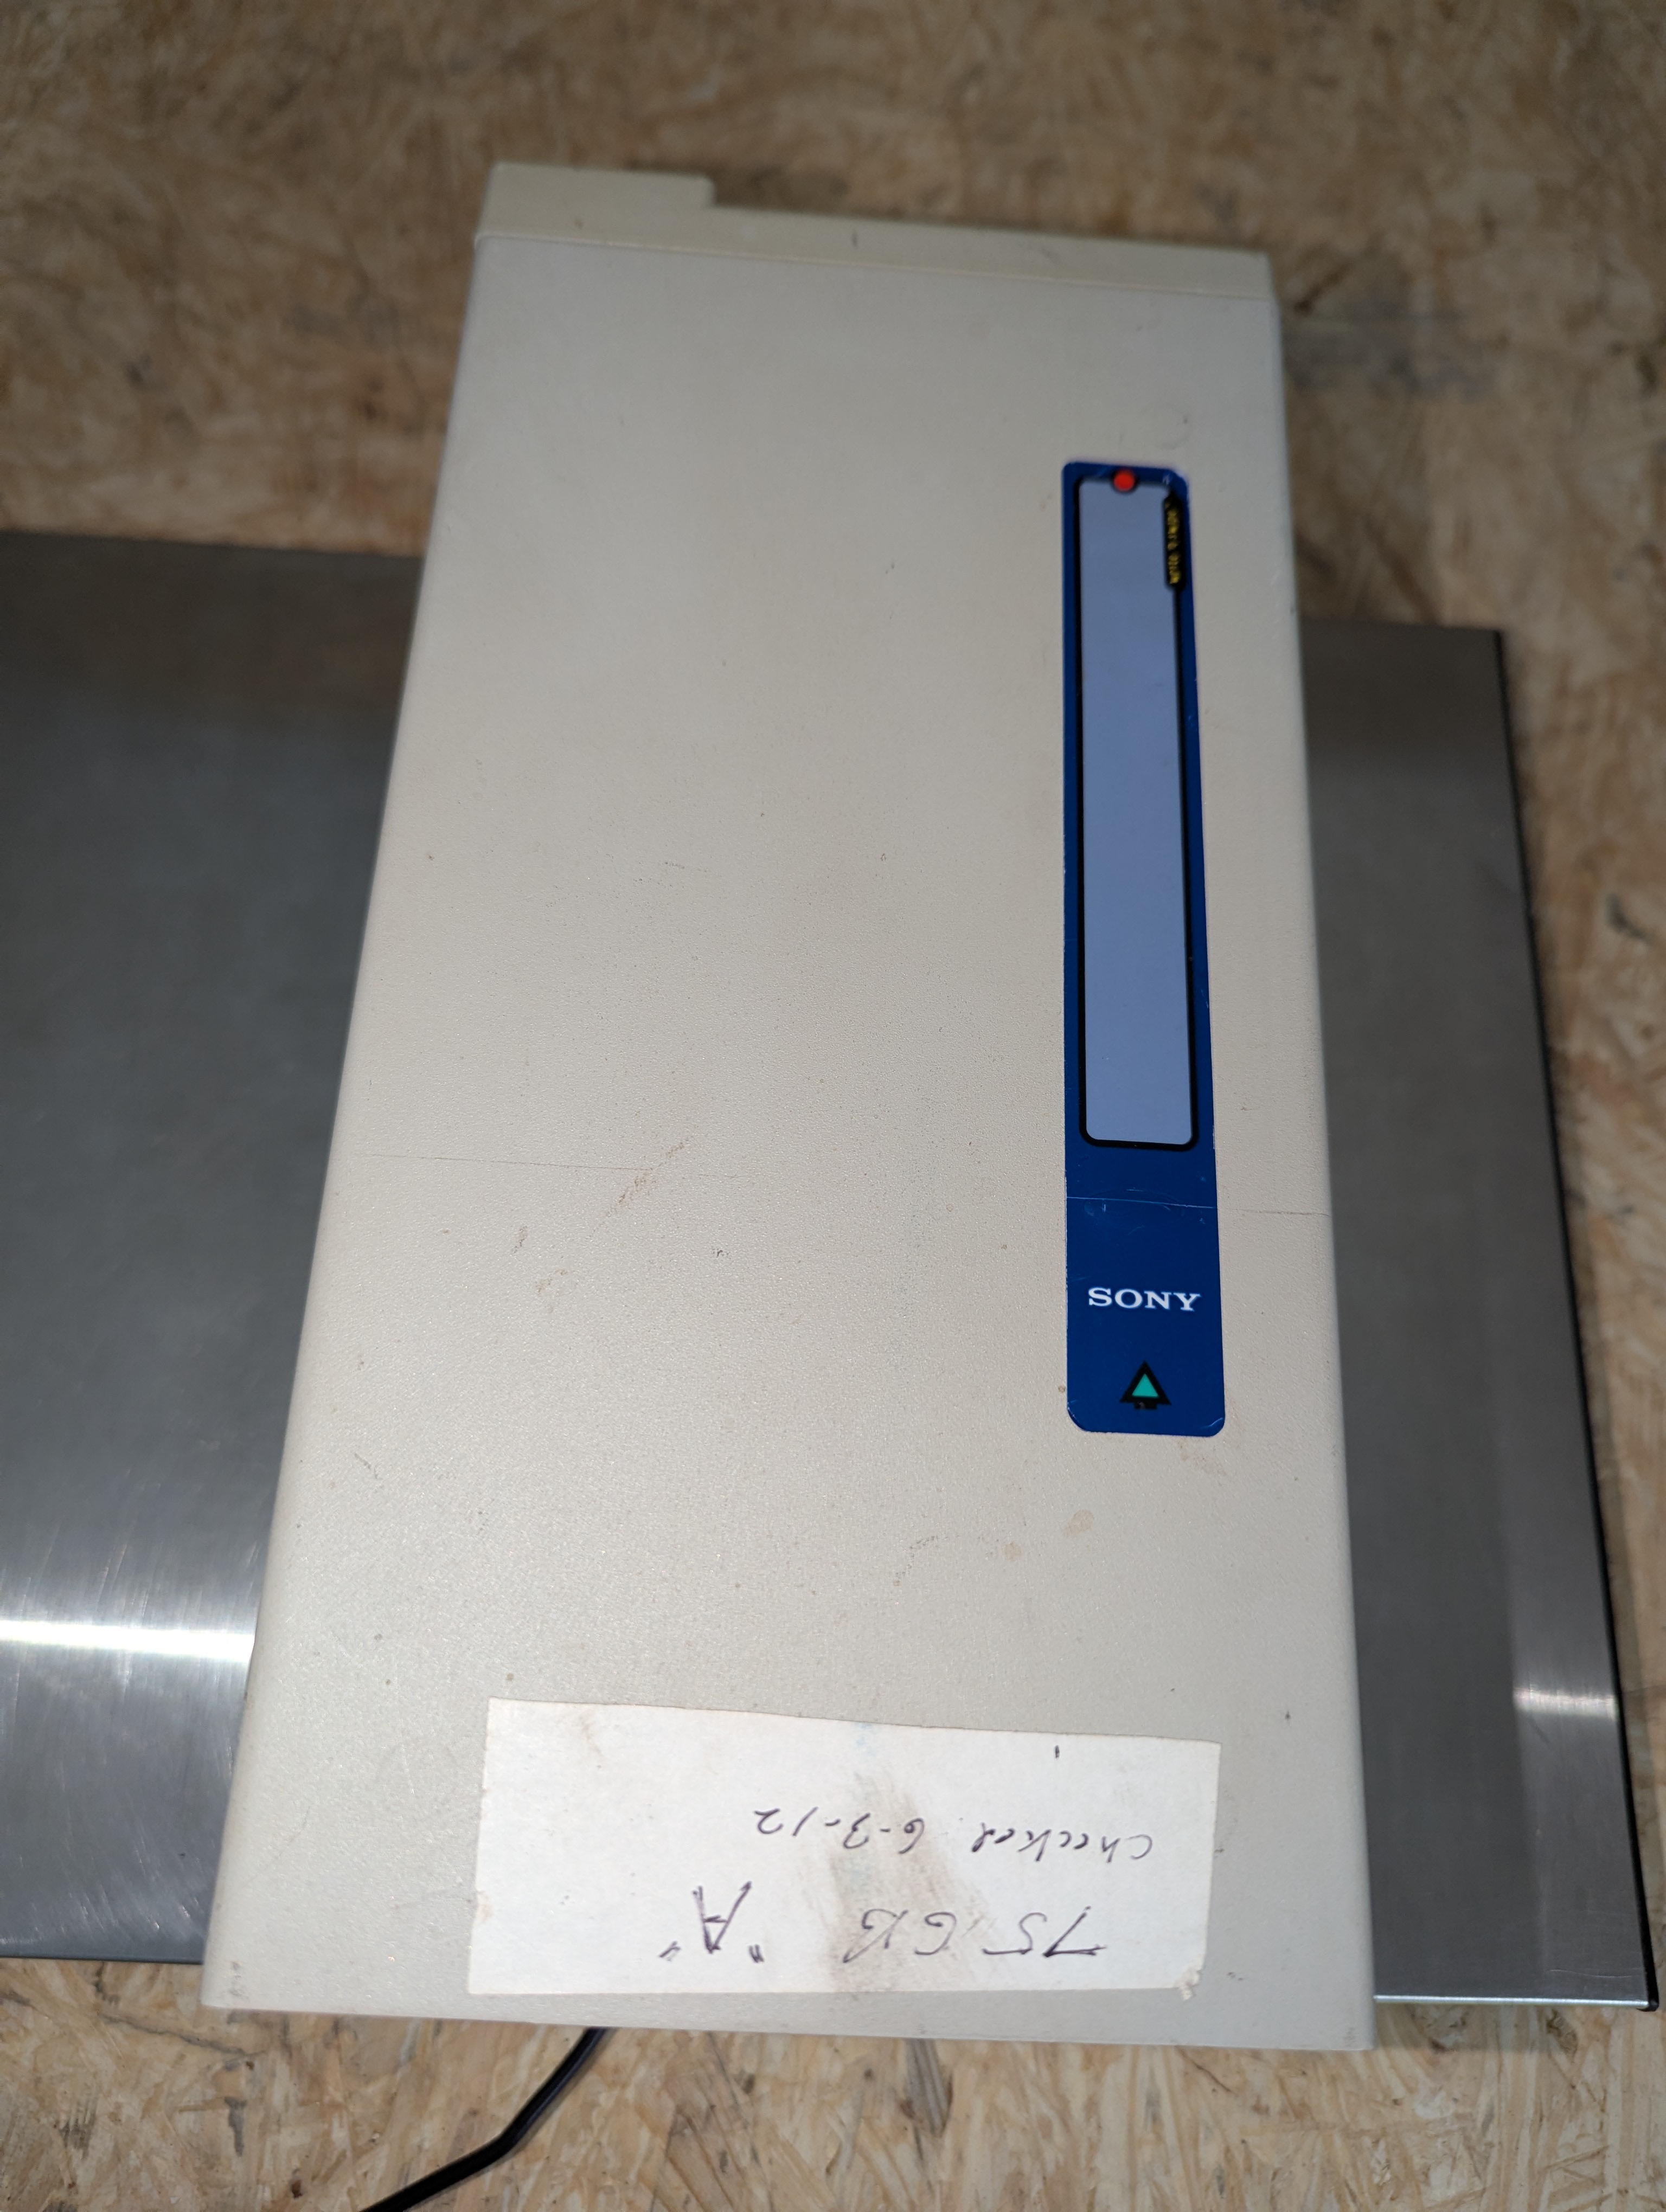 SONY
75 GB "A"
Checked 6-3-12